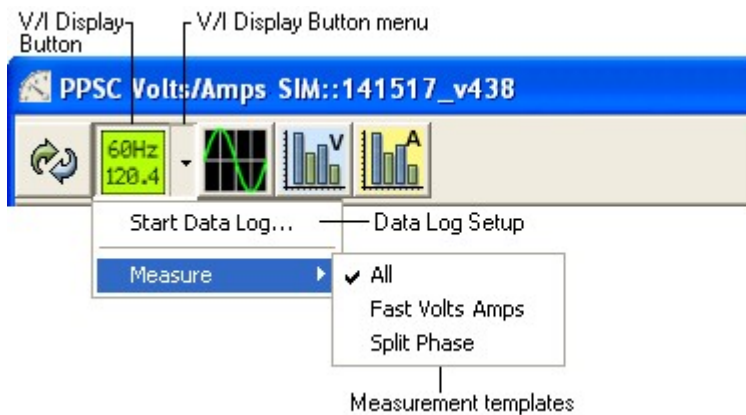 V/I Display
Button
V/I Display Button menu
PPSC Volts/Amps SIM::141517_v438
60Hz
120.4
V
A
Start Data Log...
Data Log Setup
Measure
All
Fast Volts Amps
Split Phase
Measurement templates